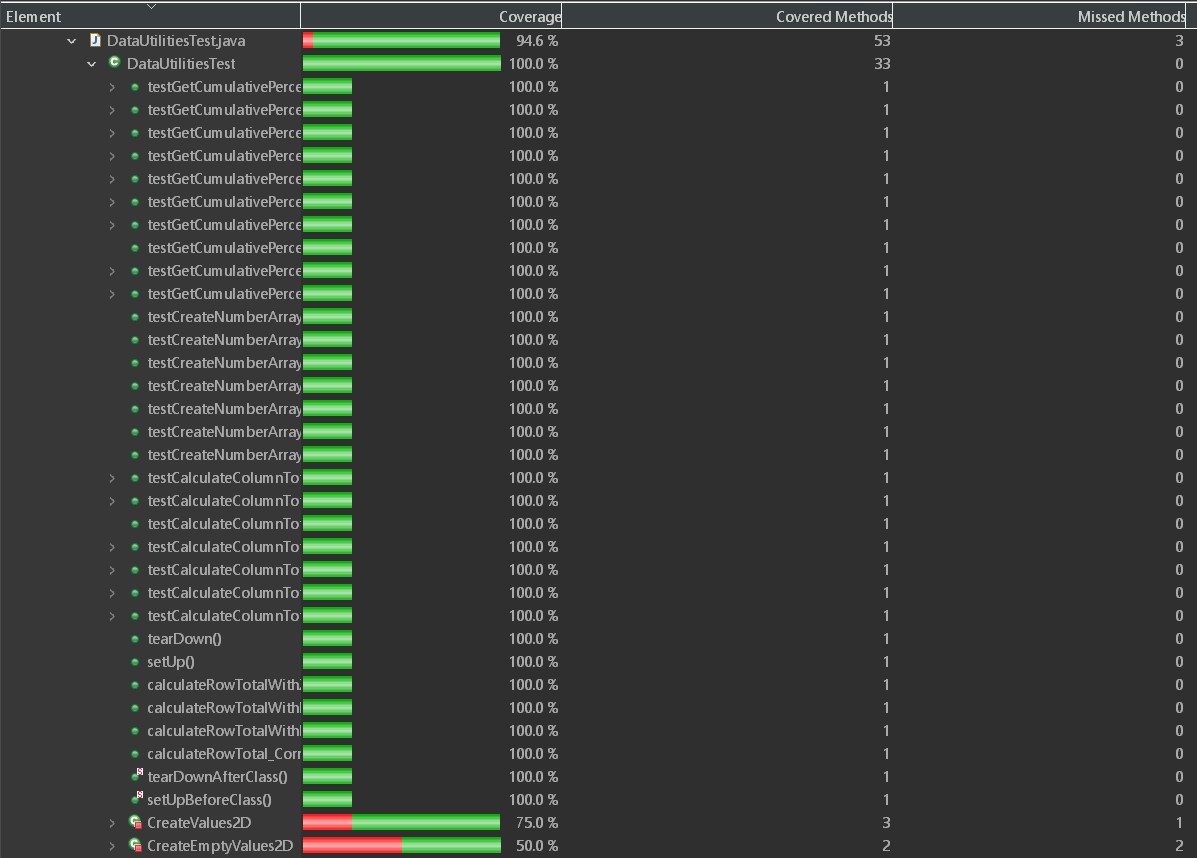 Element Coverage Covered Methods Missed Methods
DataUtilitiesTest.java 94.6 % 53 3
DataUtilitiesTest 100.0 % 33 0
testGetCumulativePerce 100.0 % 1 0
testGetCumulativePerce 100.0 % 1 0
testGetCumulativePerce 100.0 % 1 0
testGetCumulativePerce 100.0 % 1 0
testGetCumulativePerce 100.0 % 1 0
testGetCumulativePerce 100.0 % 1 0
testGetCumulativePerce 100.0 % 1 0
testGetCumulativePerce 100.0 % 1 0
testGetCumulativePerce 100.0 % 1 0
testGetCumulativePerce 100.0 % 1 0
testCreateNumberArray 100.0 % 1 0
testCreateNumberArray 100.0 % 1 0
testCreateNumberArray 100.0 % 1 0
testCreateNumberArray 100.0 % 1 0
testCreateNumberArray 100.0 % 1 0
testCreateNumberArray 100.0 % 1 0
testCreateNumberArray 100.0 % 1 0
testCalculateColumnTo 100.0 % 1 0
testCalculateColumnTo 100.0 % 1 0
testCalculateColumnTo 100.0 % 1 0
testCalculateColumnTo 100.0 % 1 0
testCalculateColumnTo 100.0 % 1 0
testCalculateColumnTo 100.0 % 1 0
testCalculateColumnTo 100.0 % 1 0
tearDown() 100.0 % 1 0
setUp() 100.0 % 1 0
calculateRowTotalWith 100.0 % 1 0
calculateRowTotalWith 100.0 % 1 0
calculateRowTotalWith 100.0 % 1 0
calculateRowTotal_Corr 100.0 % 1 0
tearDownAfterClass() 100.0 % 1 0
setUpBeforeClass() 100.0 % 1 0
CreateValues2D 75.0 % 3 1
CreateEmptyValues2D 50.0 % 2 2